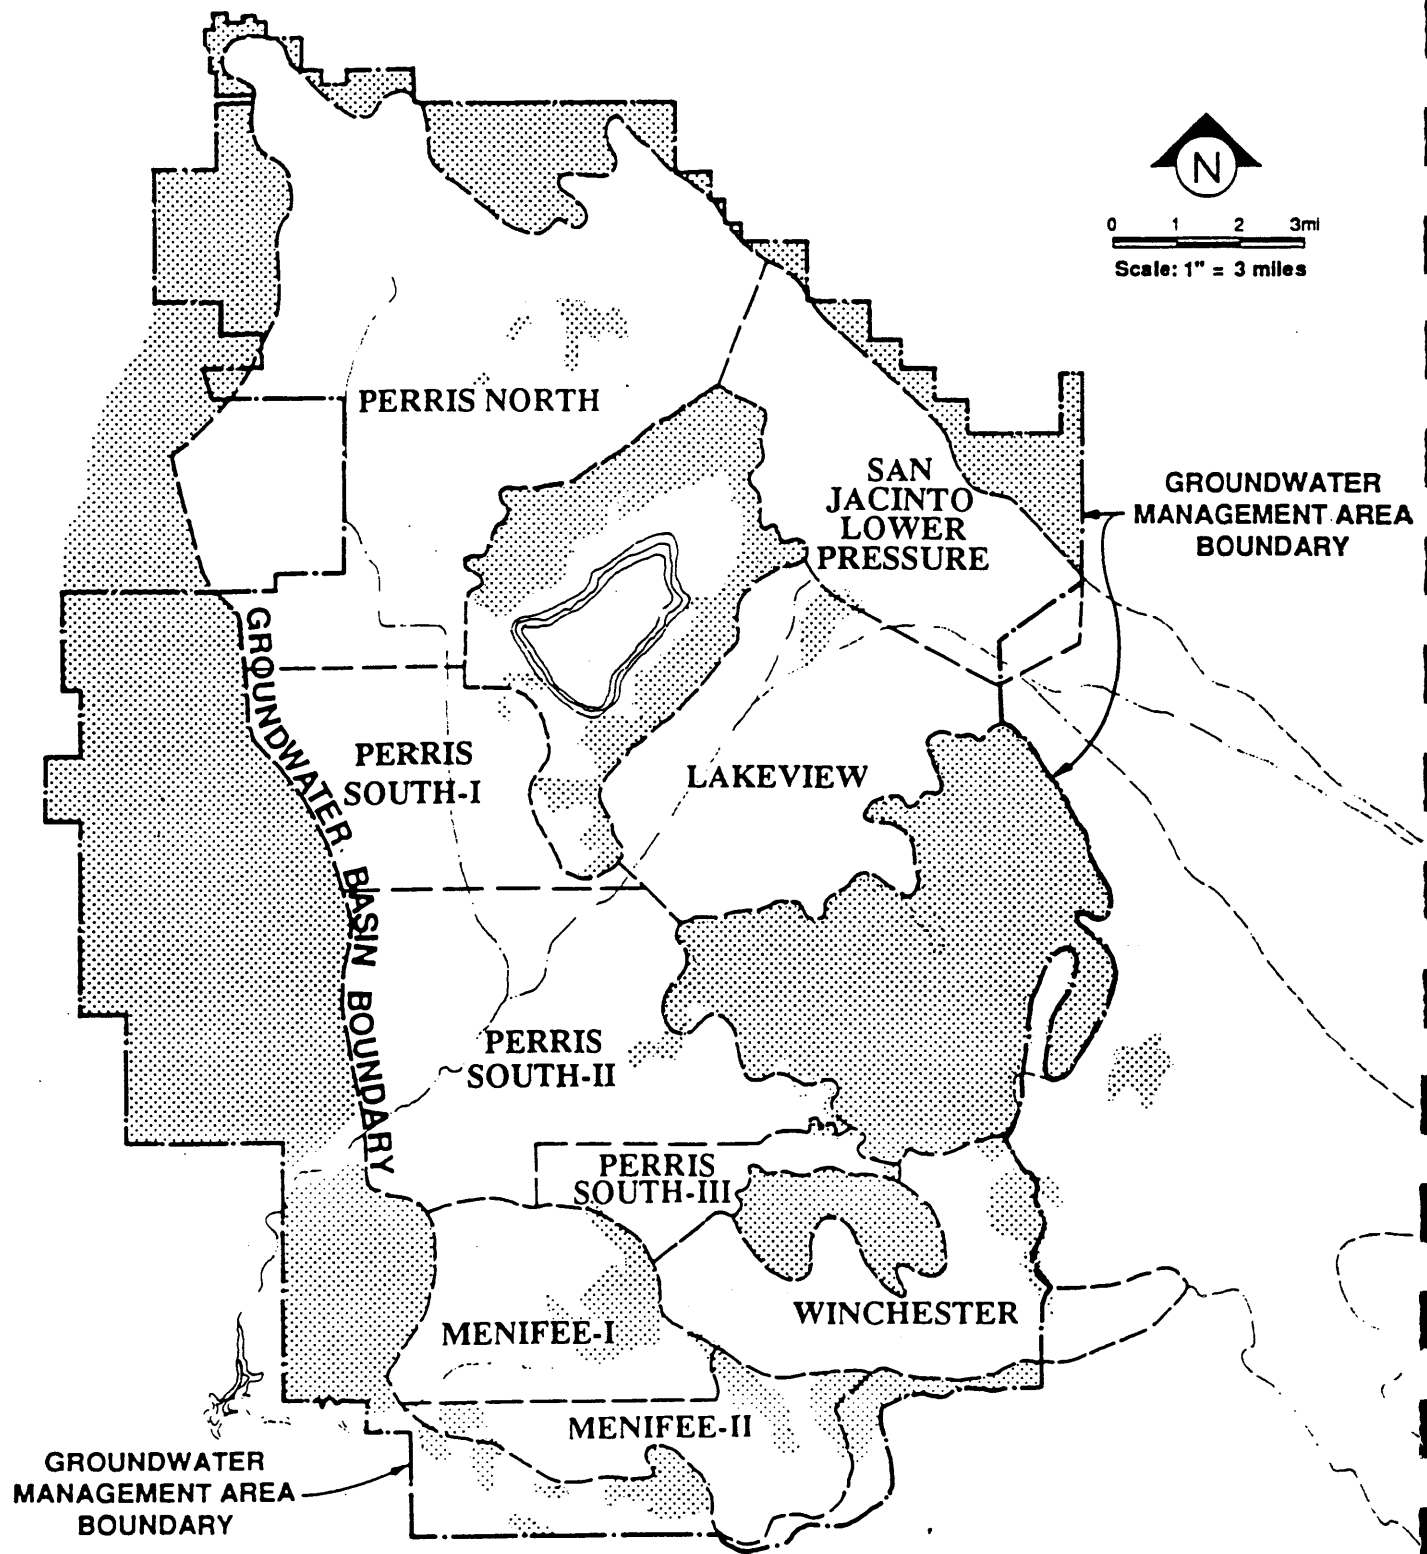 N
0 1 2 3mi
Scale: 1" = 3 miles
PERRIS NORTH
SAN
JACINTO
LOWER
PRESSURE
GROUNDWATER
MANAGEMENT AREA
BOUNDARY
GROUNDWATER BASIN BOUNDARY
PERRIS
SOUTH-I
LAKEVIEW
PERRIS
SOUTH-II
PERRIS
SOUTH-III
WINCHESTER
MENIFEE-I
MENIFEE-II
GROUNDWATER
MANAGEMENT AREA
BOUNDARY